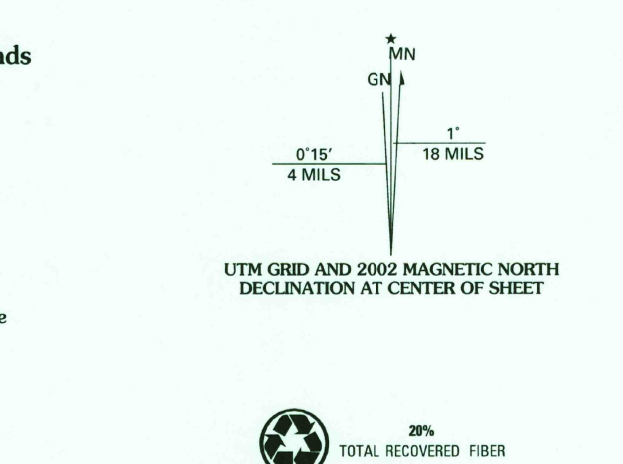 MN
GN
1°
18 MILS
0°15′
4 MILS
UTM GRID AND 2002 MAGNETIC NORTH
DECLINATION AT CENTER OF SHEET
20%
TOTAL RECOVERED FIBER